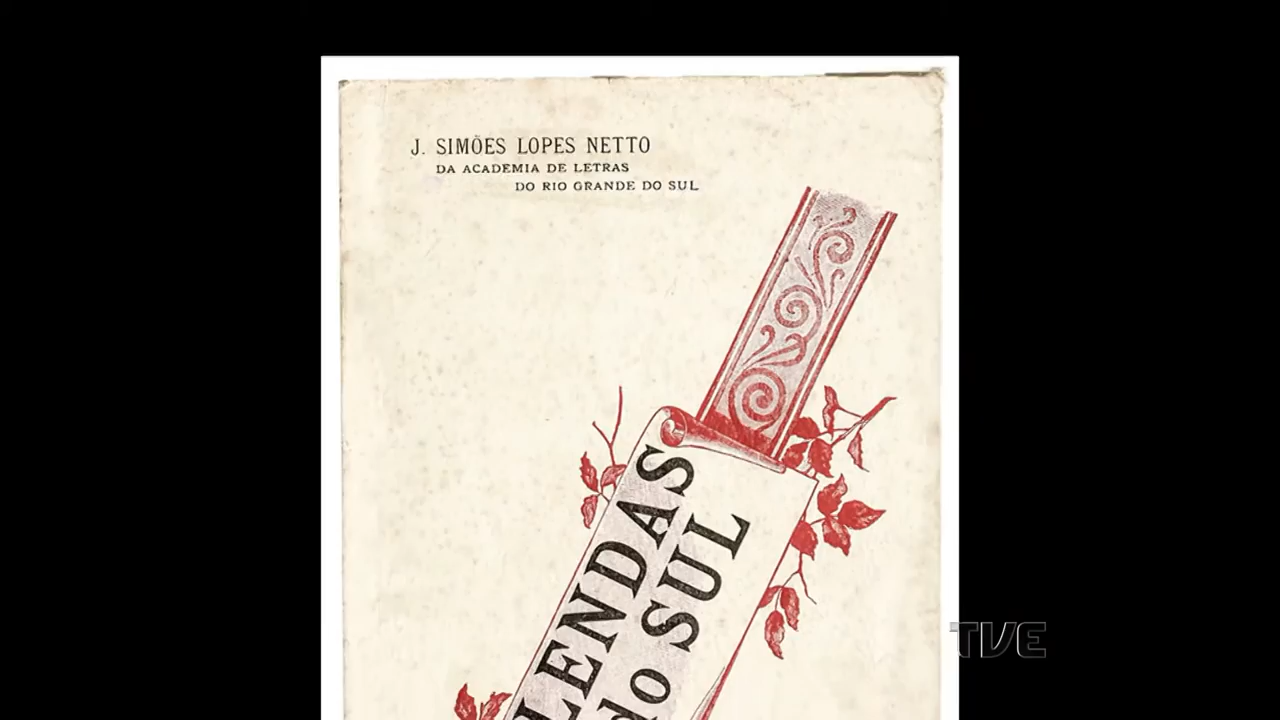 J. SIMÕES LOPES NETTO
DA ACADEMIA DE LETRAS
DO RIO GRANDE DO SUL
LENDAS
do SUL
TVE